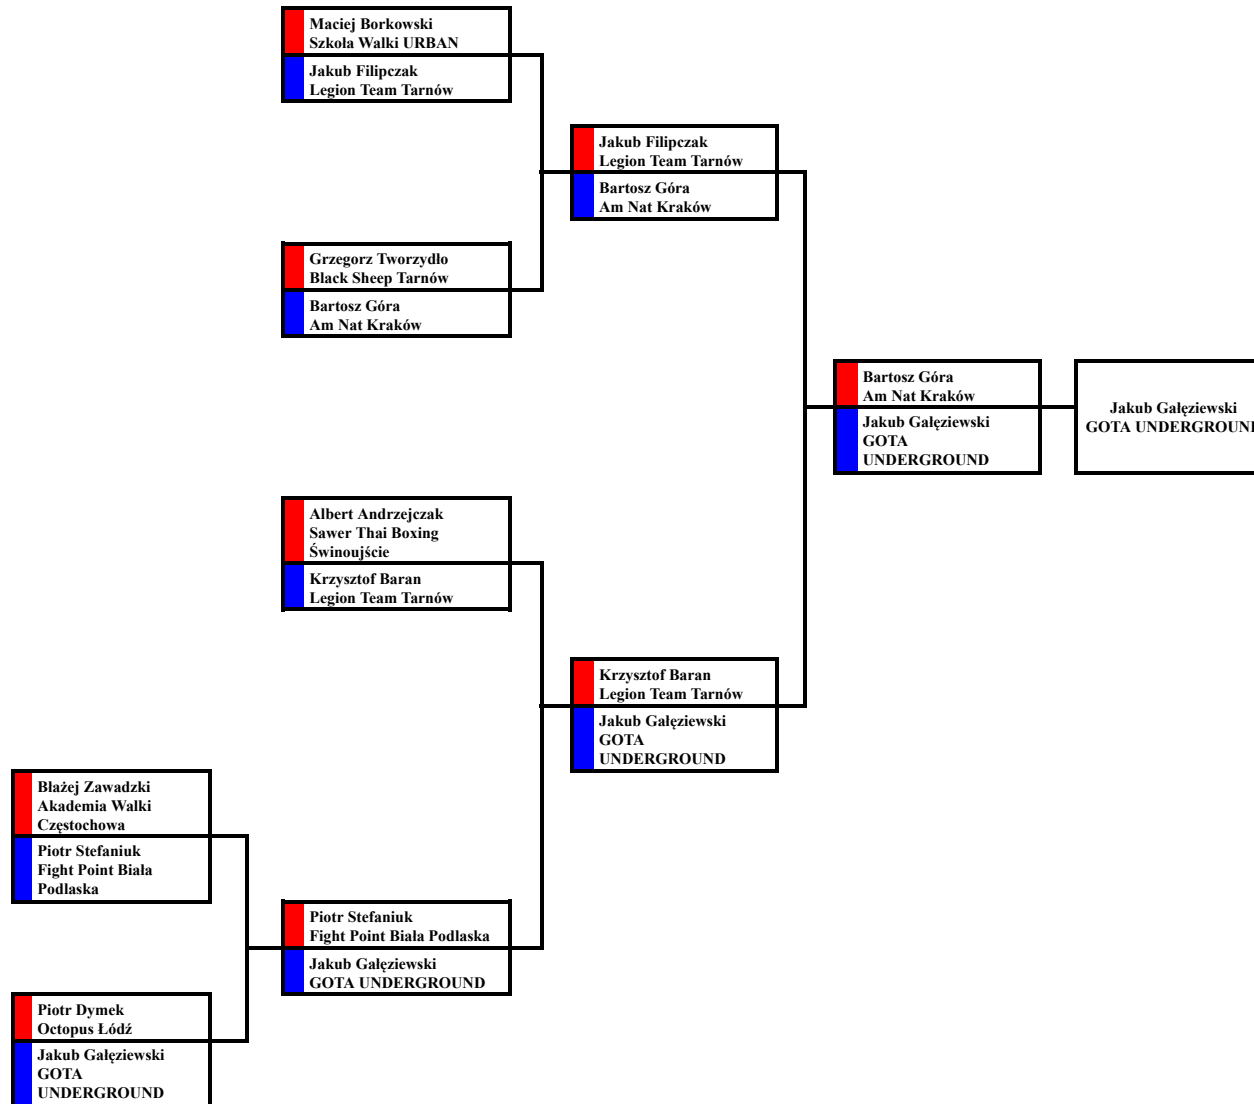 Maciej Borkowski
Szkoła Walki URBAN
Jakub Filipczak
Legion Team Tarnów
Jakub Filipczak
Legion Team Tarnów
Bartosz Góra
Am Nat Kraków
Grzegorz Tworzydło
Black Sheep Tarnów
Bartosz Góra
Am Nat Kraków
Bartosz Góra
Am Nat Kraków
Jakub Gałęziewski
GOTA
UNDERGROUND
Jakub Gałęziewski
GOTA UNDERGROUND
Albert Andrzejczak
Sawer Thai Boxing
Świnoujście
Krzysztof Baran
Legion Team Tarnów
Krzysztof Baran
Legion Team Tarnów
Jakub Gałęziewski
GOTA
UNDERGROUND
Błażej Zawadzki
Akademia Walki
Częstochowa
Piotr Stefaniuk
Fight Point Biała
Podlaska
Piotr Stefaniuk
Fight Point Biała Podlaska
Jakub Gałęziewski
GOTA UNDERGROUND
Piotr Dymek
Octopus Łódź
Jakub Gałęziewski
GOTA
UNDERGROUND